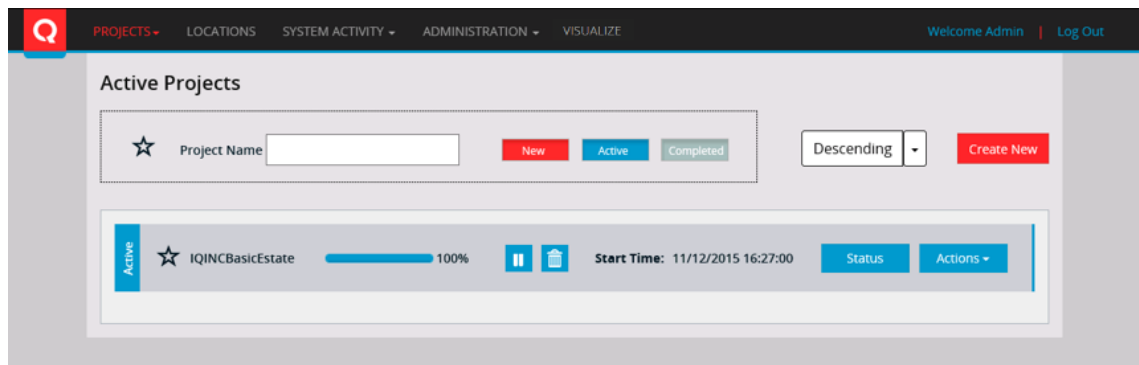 PROJECTS LOCATIONS SYSTEM ACTIVITY ADMINISTRATION VISUALIZE Welcome Admin | Log Out
Active Projects
Project Name New Active Completed Descending Create New
Active IQINCBasicEstate 100% Start Time: 11/12/2015 16:27:00 Status Actions